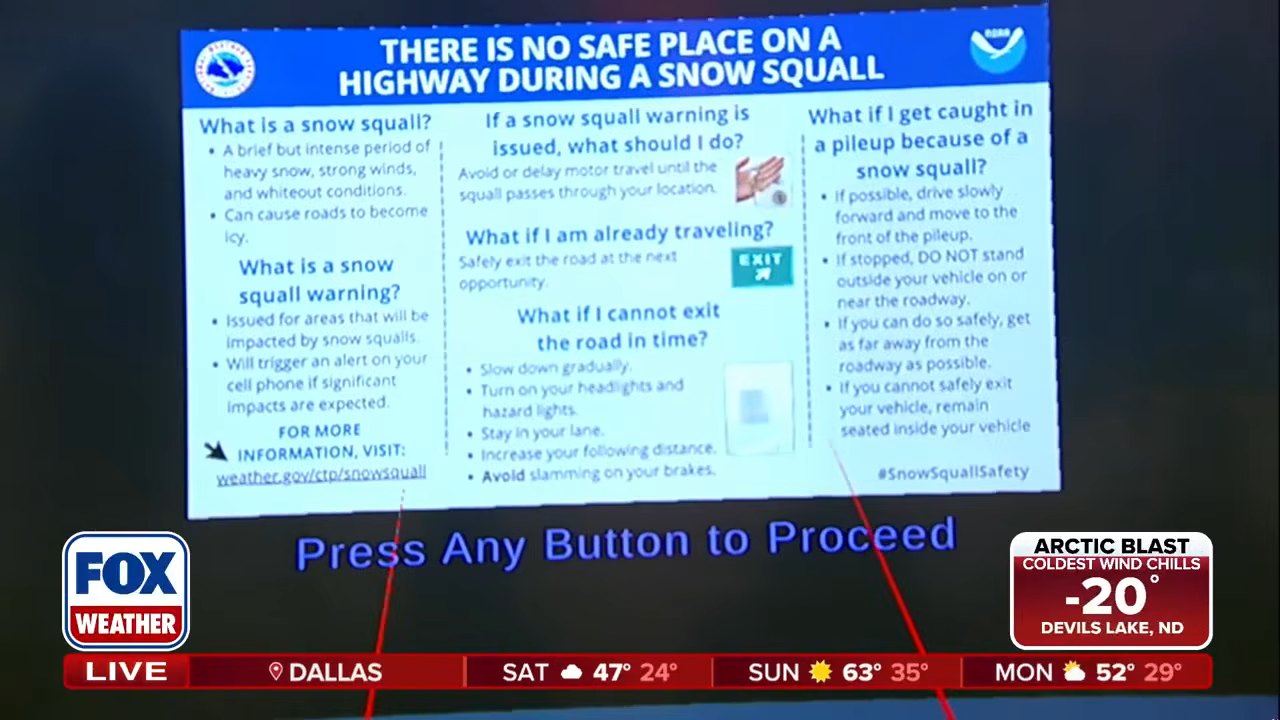 THERE IS NO SAFE PLACE ON A
HIGHWAY DURING A SNOW SQUALL
What is a snow squall?
• A brief but intense period of
heavy snow, strong winds,
and whiteout conditions.
• Can cause roads to become
icy.
What is a snow
squall warning?
• Issued for areas that will be
impacted by snow squalls.
• Will trigger an alert on your
cell phone if significant
impacts are expected.
FOR MORE
INFORMATION, VISIT:
weather.gov/ctp/snowsquall
If a snow squall warning is
issued, what should I do?
Avoid or delay motor travel until the
squall passes through your location.
What if I am already traveling?
Safely exit the road at the next
opportunity.
EXIT
What if I cannot exit
the road in time?
• Slow down gradually.
• Turn on your headlights and
hazard lights.
• Stay in your lane.
• Increase your following distance.
• Avoid slamming on your brakes.
NOAA
What if I get caught in
a pileup because of a
snow squall?
• If possible, drive slowly
forward and move to the
front of the pileup.
• If stopped, DO NOT stand
outside your vehicle on or
near the roadway.
• If you can do so safely, get
as far away from the
roadway as possible.
• If you cannot safely exit
your vehicle, remain
seated inside your vehicle
#SnowSquallSafety
Press Any Button to Proceed
FOX
WEATHER
ARCTIC BLAST
COLDEST WIND CHILLS
-20°
DEVILS LAKE, ND
LIVE
DALLAS
SAT 47° 24°
SUN 63° 35°
MON 52° 29°